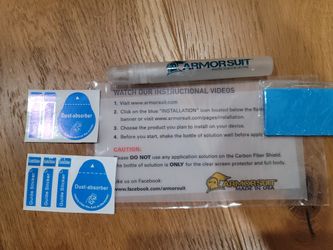 ARMORSUIT
WATCH OUR INSTRUCTIONAL VIDEOS
1. Visit www.armorsuit.com
2. Click on the blue "INSTALLATION" icon located below the
banner or visit www.armorsuit.com/pages/installation.
3. Choose the product you plan to install on your device.
4. Before you start, shake the bottle of solution well before
CAUTION:
Please DO NOT use any application solution on the Carbon Fiber Shield.
the bottle of solution is ONLY for the clear screen protector and full body.
Like us on Facebook:
www.facebook.com/armorsuit
ARMORSUIT
MADE IN USA
Dust-absorber
Guide Sticker
Guide Sticker
Dust-absorber